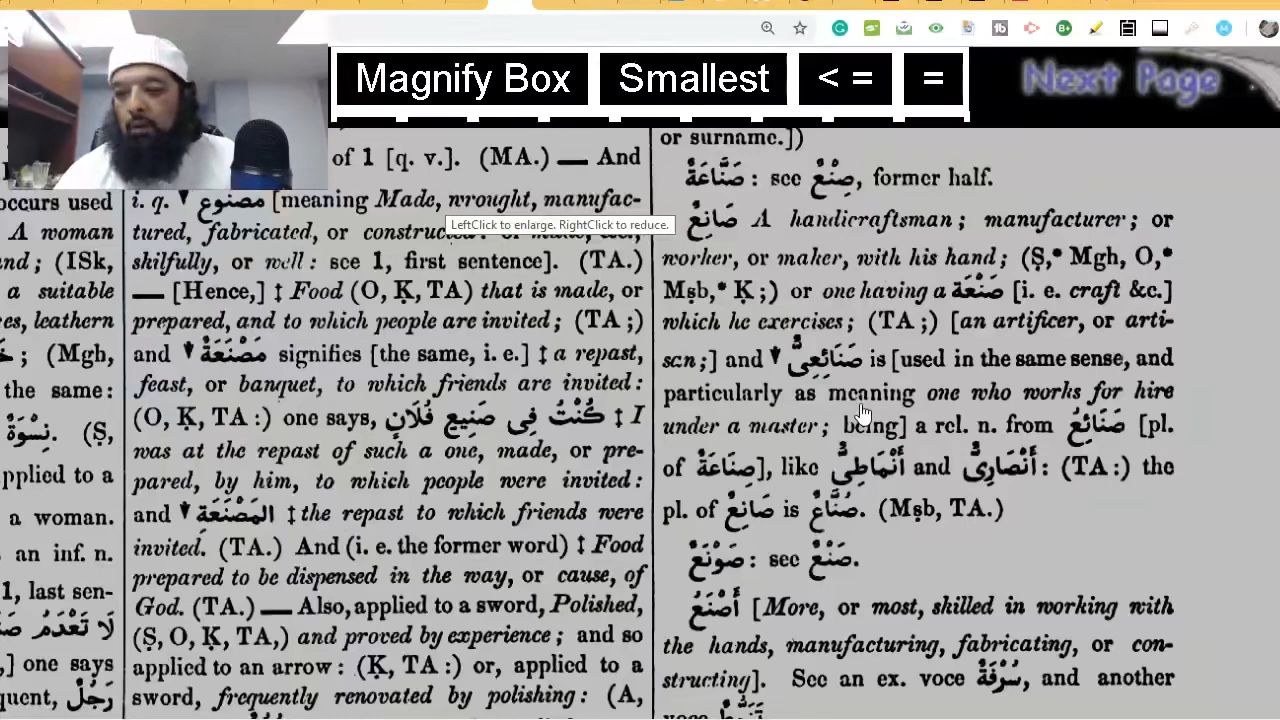 Magnify Box
Smallest
< =
=
Next Page
LeftClick to enlarge. RightClick to reduce.
occurs used
A woman
nd; (ISk,
a suitable
es, leathern
; (Mgh,
the same:
نِسْوَةٌ. (Ṣ,
pplied to a
a woman.
an inf. n.
1, last sen-
لَا تَعْدَمُ
,] one says
quent, رَجُلٌ
of 1 [q. v.]. (MA.) — And
i. q. ▼ مصنوع [meaning Made, wrought, manufac-
tured, fabricated, or
skilfully, or well: see 1, first sentence]. (TA.)
— [Hence,] ‡ Food (O, Ḳ, TA) that is made, or
prepared, and to which people are invited; (TA;)
and ▼ مَصْنَعَةٌ signifies [the same, i. e.] ‡ a repast,
feast, or banquet, to which friends are invited:
(O, Ḳ, TA:) one says, كُنْتُ فِى صَنِيعِ فُلَانٍ ‡ I
was at the repast of such a one, made, or pre-
pared, by him, to which people were invited:
and ▼ المَصْنَعَةِ ‡ the repast to which friends were
invited. (TA.) And (i. e. the former word) ‡ Food
prepared to be dispensed in the way, or cause, of
God. (TA.) — Also, applied to a sword, Polished,
(Ṣ, O, Ḳ, TA,) and proved by experience; and so
applied to an arrow: (Ḳ, TA:) or, applied to a
sword, frequently renovated by polishing: (A,
or surname.])
صَنَّاعَةٌ: see صِنْعٌ, former half.
صَانِعٌ A handicraftsman; manufacturer; or
worker, or maker, with his hand; (Ṣ,* Mgh, O,*
Mṣb,* Ḳ;) or one having a صَنْعَة [i. e. craft &c.]
which he exercises; (TA;) [an artificer, or arti-
san;] and ▼ صَنَائِعِىٌّ is [used in the same sense, and
particularly as meaning one who works for hire
under a master; being] a rel. n. from صَنَائِعُ [pl.
of صِنَاعَةٌ], like أَنْمَاطِىٌّ and أَنْصَارِىٌّ: (TA:) the
pl. of صَانِعٌ is صُنَّاعٌ. (Mṣb, TA.)
صَوْنَعٌ: see صَنْعٌ.
أَصْنَعُ [More, or most, skilled in working with
the hands, manufacturing, fabricating, or con-
structing]. See an ex. voce سُرْفَةٌ, and another